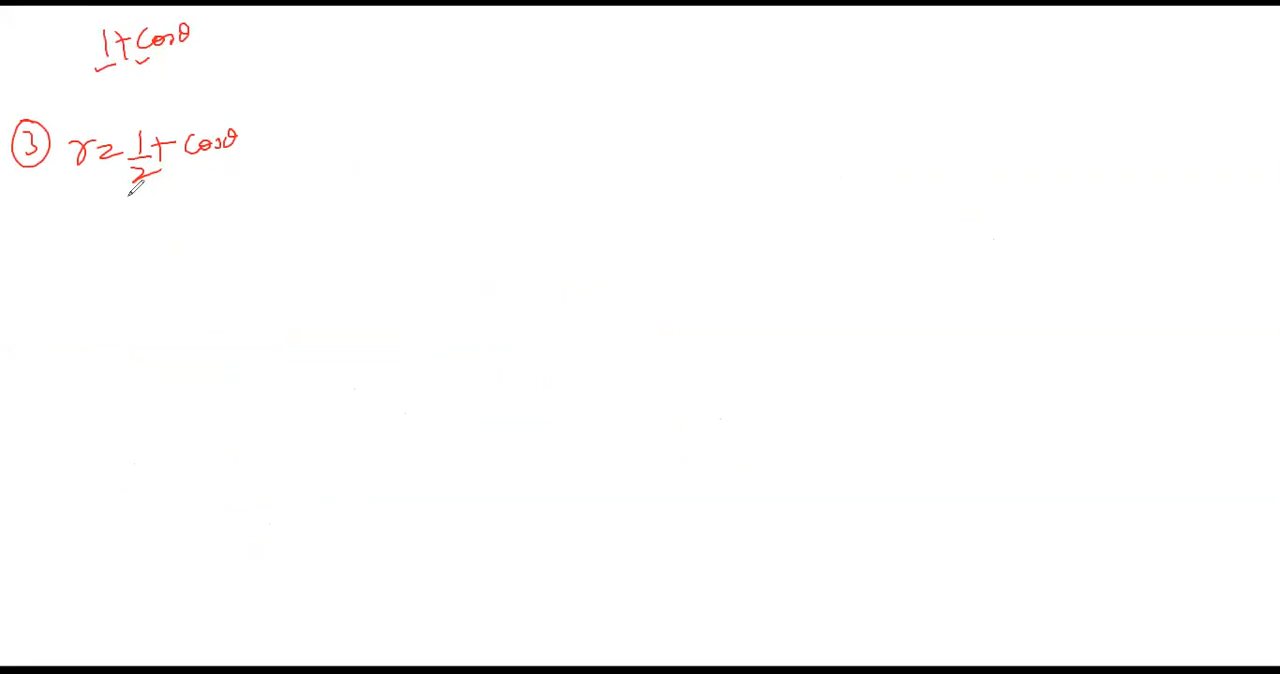 1+cosθ
③ r = 1/2 + cosθ